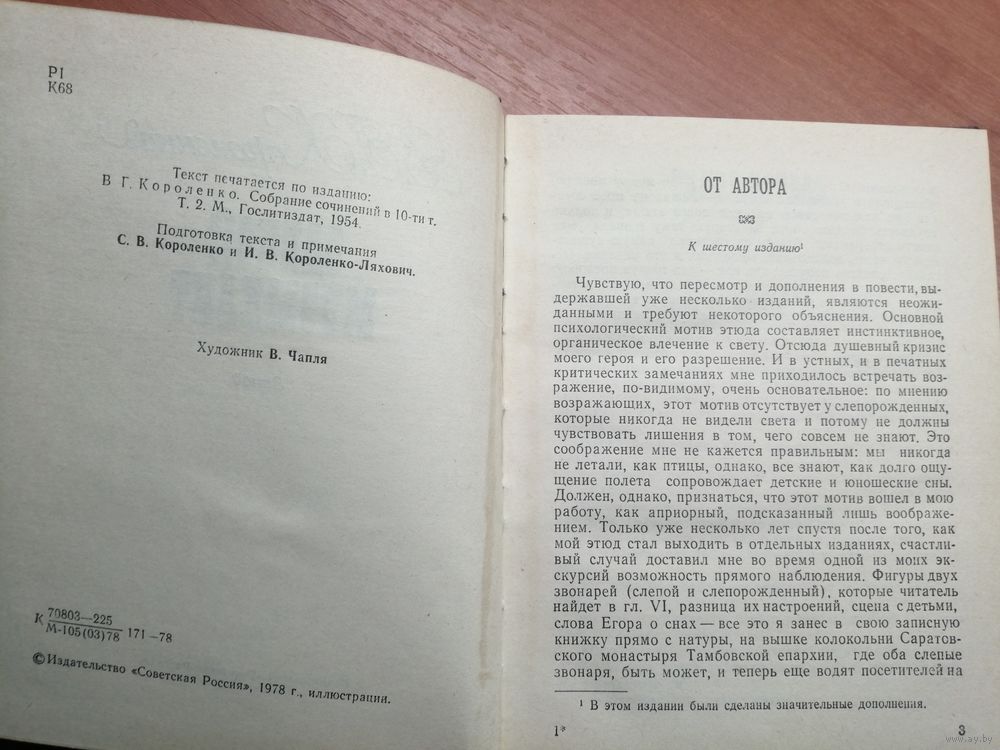 Р1
К68
Текст печатается по изданию:
В Г. Короленко. Собрание сочинений в 10-ти г.
Т. 2. М., Гослитиздат, 1954.
Подготовка текста и примечания
С. В. Короленко и И. В. Короленко-Ляхович.
Художник В. Чапля
К 70803—225
М-105(03)78 171—78
© Издательство «Советская Россия», 1978 г., иллюстрации.
ОТ АВТОРА
К шестому изданию¹
Чувствую, что пересмотр и дополнения в повести, вы-
державшей уже несколько изданий, являются неожи-
данными и требуют некоторого объяснения. Основной
психологический мотив этюда составляет инстинктивное,
органическое влечение к свету. Отсюда душевный кризис
моего героя и его разрешение. И в устных, и в печатных
критических замечаниях мне приходилось встречать воз-
ражение, по-видимому, очень основательное: по мнению
возражающих, этот мотив отсутствует у слепорожденных,
которые никогда не видели света и потому не должны
чувствовать лишения в том, чего совсем не знают. Это
соображение мне не кажется правильным: мы никогда
не летали, как птицы, однако, все знают, как долго ощу-
щение полета сопровождает детские и юношеские сны.
Должен, однако, признаться, что этот мотив вошел в мою
работу, как априорный, подсказанный лишь воображе-
нием. Только уже несколько лет спустя после того, как
мой этюд стал выходить в отдельных изданиях, счастли-
вый случай доставил мне во время одной из моих эк-
скурсий возможность прямого наблюдения. Фигуры двух
звонарей (слепой и слепорожденный), которые читатель
найдет в гл. VI, разница их настроений, сцена с детьми,
слова Егора о снах — все это я занес в свою записную
книжку прямо с натуры, на вышке колокольни Саратов-
ского монастыря Тамбовской епархии, где оба слепые
звонаря, быть может, и теперь еще водят посетителей на
¹ В этом издании были сделаны значительные дополнения.
1*
3
www.ay.by